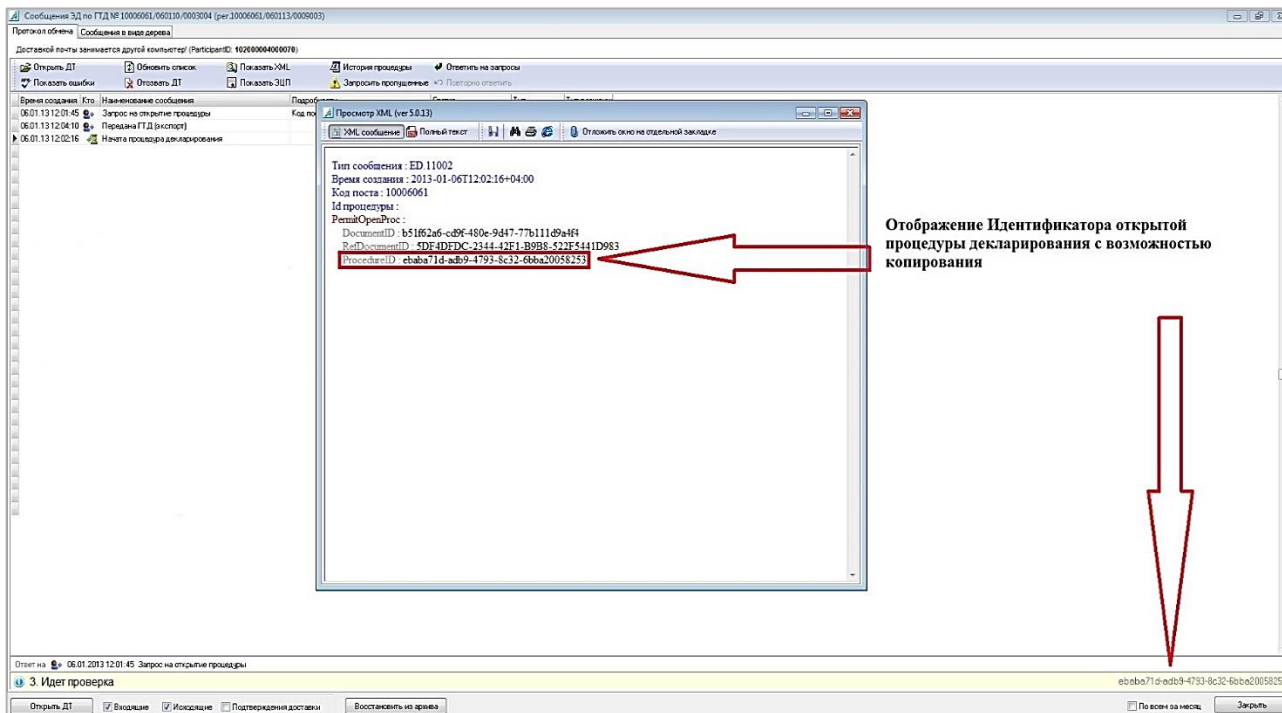 Сообщения ЭД по ГТД № 10006061/060110/0003004 (рег.10006061/060113/0009003)
Протокол обмена Сообщения в виде дерева
Доставкой почты занимается другой компьютер! (ParticipantID: 102000004000070)
Открыть ДТ Обновить список Показать XML История процедуры Ответить на запросы
Показать ошибки Отозвать ДТ Показать ЭЦП Запросить пропущенные Повторно ответить
Время создания Кто Наименование сообщения
06.01.13 12:01:45 Запрос на открытие процедуры Код по
06.01.13 12:04:10 Передана ГТД (экспорт)
06.01.13 12:02:16 Начата процедура декларирования
Просмотр XML (ver 5.0.13)
XML сообщение Полный текст Отложить окно на отдельной закладке
Тип сообщения : ED.11002
Время создания : 2013-01-06T12:02:16+04:00
Код поста : 10006061
Id процедуры :
PermitOpenProc :
DocumentID : b51f62a6-cd9f-480e-9d47-77b111d9a4f4
RefDocumentID : 5DF4DFDC-2344-42F1-B9B8-522F5441D983
ProcedureID : ebaba71d-adb9-4793-8c32-6bba20058253
Отображение Идентификатора открытой
процедуры декларирования с возможностью
копирования
Ответ на 06.01.2013 12:01:45 Запрос на открытие процедуры
3. Идет проверка ebaba71d-adb9-4793-8c32-6bba2005825
Открыть ДТ Входящие Исходящие Подтверждения доставки Восстановить из архива По всем за месяц Закрыть